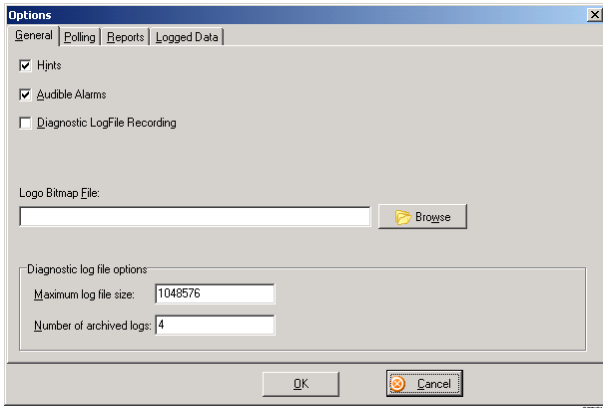 Options
General Polling Reports Logged Data
Hints
Audible Alarms
Diagnostic LogFile Recording
Logo Bitmap File:
Browse
Diagnostic log file options
Maximum log file size: 1048576
Number of archived logs: 4
OK Cancel